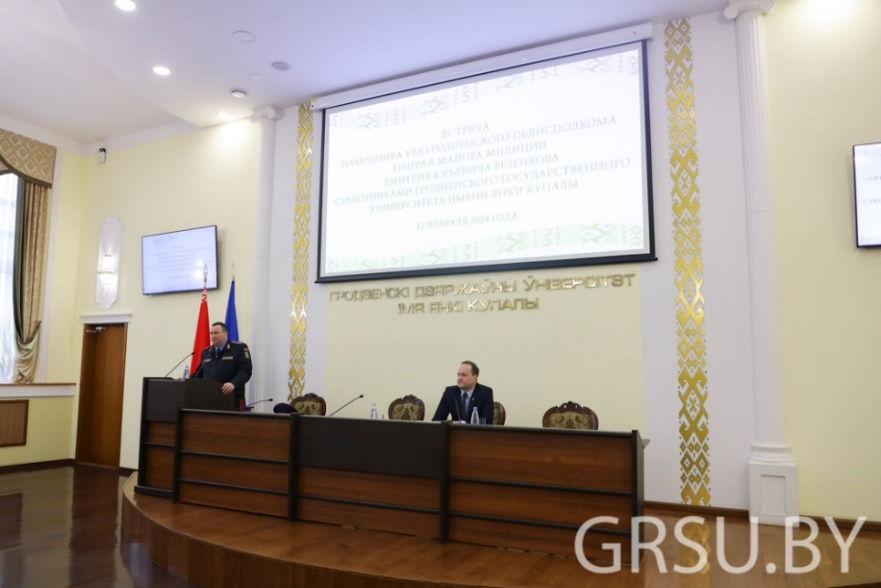 ВСТРЕЧА
НАЧАЛЬНИКА УВД ГРОДНЕНСКОГО ОБЛИСПОЛКОМА
ГЕНЕРАЛ МАЙОРА МИЛИЦИИ
ДМИТРИЯ ЮРЬЕВИЧА РЕЗЕНКОВА
С РАБОТНИКАМИ ГРОДНЕНСКОГО ГОСУДАРСТВЕННОГО
УНИВЕРСИТЕТА ИМЕНИ ЯНКИ КУПАЛЫ
12 ФЕВРАЛЯ 2024 ГОДА
ГРОДЗЕНСКІ ДЗЯРЖАЎНЫ ЎНІВЕРСІТЭТ
ІМЯ ЯНКІ КУПАЛЫ
GRSU.BY